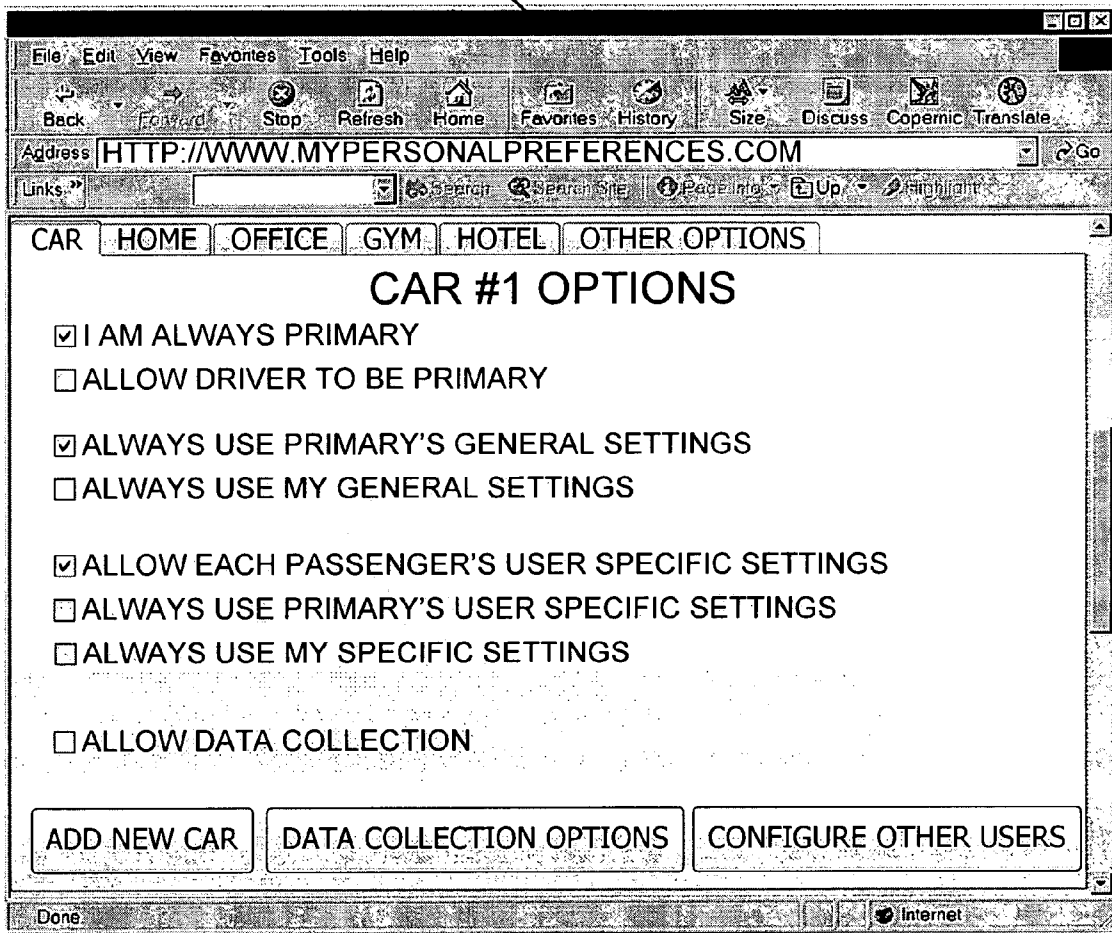 File Edit View Favorites Tools Help
Back Forward Stop Refresh Home Favorites History Size Discuss Copernic Translate
Address HTTP://WWW.MYPERSONALPREFERENCES.COM Go
Links » Search Search Site Page Info Up Highlight
CAR HOME OFFICE GYM HOTEL OTHER OPTIONS
CAR #1 OPTIONS
I AM ALWAYS PRIMARY
ALLOW DRIVER TO BE PRIMARY
ALWAYS USE PRIMARY'S GENERAL SETTINGS
ALWAYS USE MY GENERAL SETTINGS
ALLOW EACH PASSENGER'S USER SPECIFIC SETTINGS
ALWAYS USE PRIMARY'S USER SPECIFIC SETTINGS
ALWAYS USE MY SPECIFIC SETTINGS
ALLOW DATA COLLECTION
ADD NEW CAR DATA COLLECTION OPTIONS CONFIGURE OTHER USERS
Done Internet